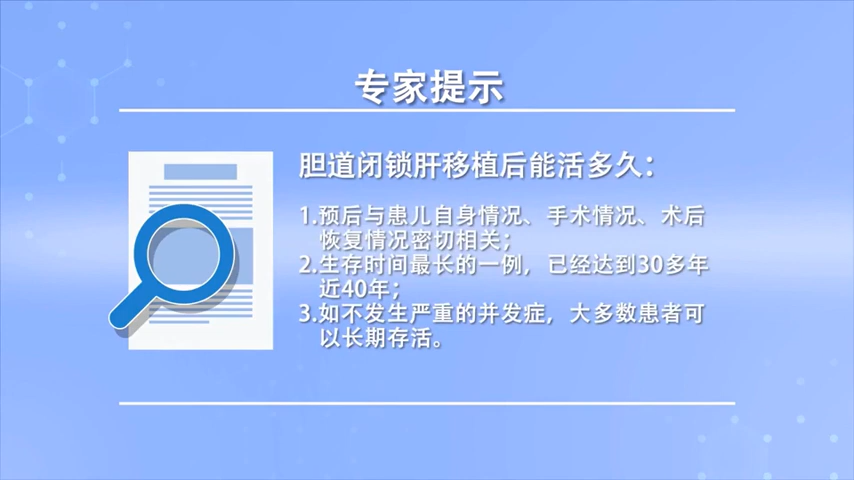 专家提示
胆道闭锁肝移植后能活多久：
1.预后与患儿自身情况、手术情况、术后
恢复情况密切相关；
2.生存时间最长的一例，已经达到30多年
近40年；
3.如不发生严重的并发症，大多数患者可
以长期存活。